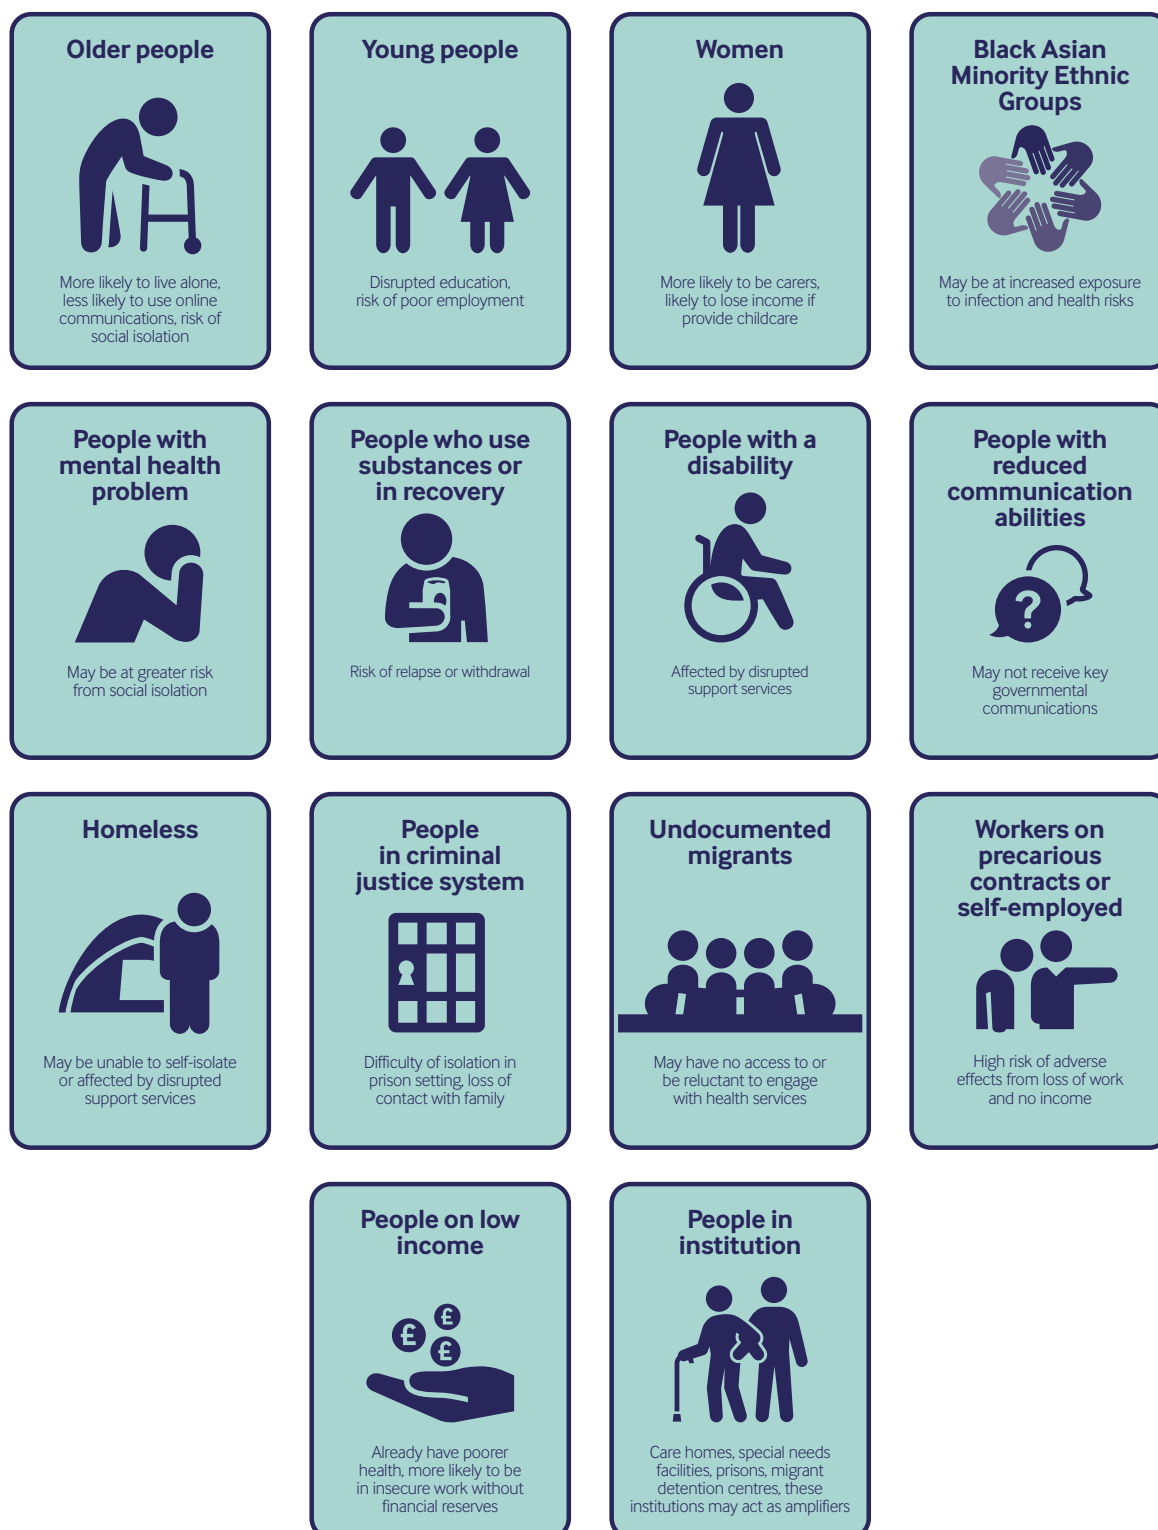 Older people
More likely to live alone,
less likely to use online
communications, risk of
social isolation
Young people
Disrupted education,
risk of poor employment
Women
More likely to be carers,
likely to lose income if
provide childcare
Black Asian
Minority Ethnic
Groups
May be at increased exposure
to infection and health risks
People with
mental health
problem
May be at greater risk
from social isolation
People who use
substances or
in recovery
Risk of relapse or withdrawal
People with a
disability
Affected by disrupted
support services
People with
reduced
communication
abilities
?
May not receive key
governmental
communications
Homeless
May be unable to self-isolate
or affected by disrupted
support services
People
in criminal
justice system
Difficulty of isolation in
prison setting, loss of
contact with family
Undocumented
migrants
May have no access to or
be reluctant to engage
with health services
Workers on
precarious
contracts or
self-employed
High risk of adverse
effects from loss of work
and no income
People on low
income
£
£
£
Already have poorer
health, more likely to be
in insecure work without
financial reserves
People in
institution
Care homes, special needs
facilities, prisons, migrant
detention centres, these
institutions may act as amplifiers